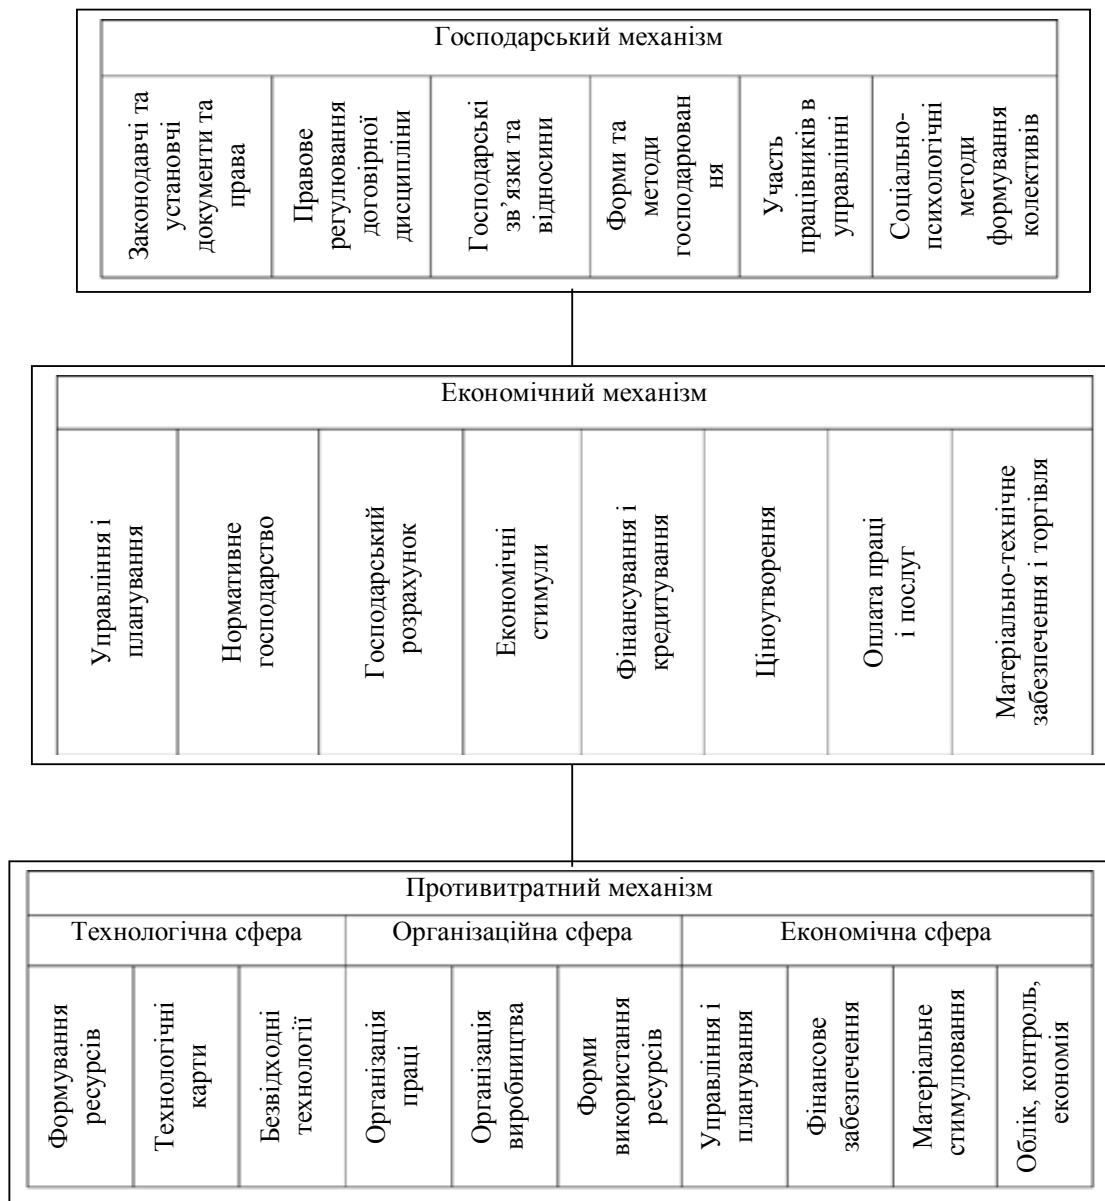 Господарський механізм
Законодавчі та
установчі
документи та
права
Правове
регулювання
договірної
дисципліни
Господарські
зв’язки та
відносини
Форми та
методи
господарюван
ня
Участь
працівників в
управлінні
Соціально-
психологічні
методи
формування
колективів
Економічний механізм
Управління і
планування
Нормативне
господарство
Господарський
розрахунок
Економічні
стимули
Фінансування і
кредитування
Ціноутворення
Оплата праці
і послуг
Матеріально-технічне
забезпечення і торгівля
Противитратний механізм
Технологічна сфера
Організаційна сфера
Економічна сфера
Формування
ресурсів
Технологічні
карти
Безвідходні
технології
Організація
праці
Організація
виробництва
Форми
використання
ресурсів
Управління і
планування
Фінансове
забезпечення
Матеріальне
стимулювання
Облік, контроль,
економія